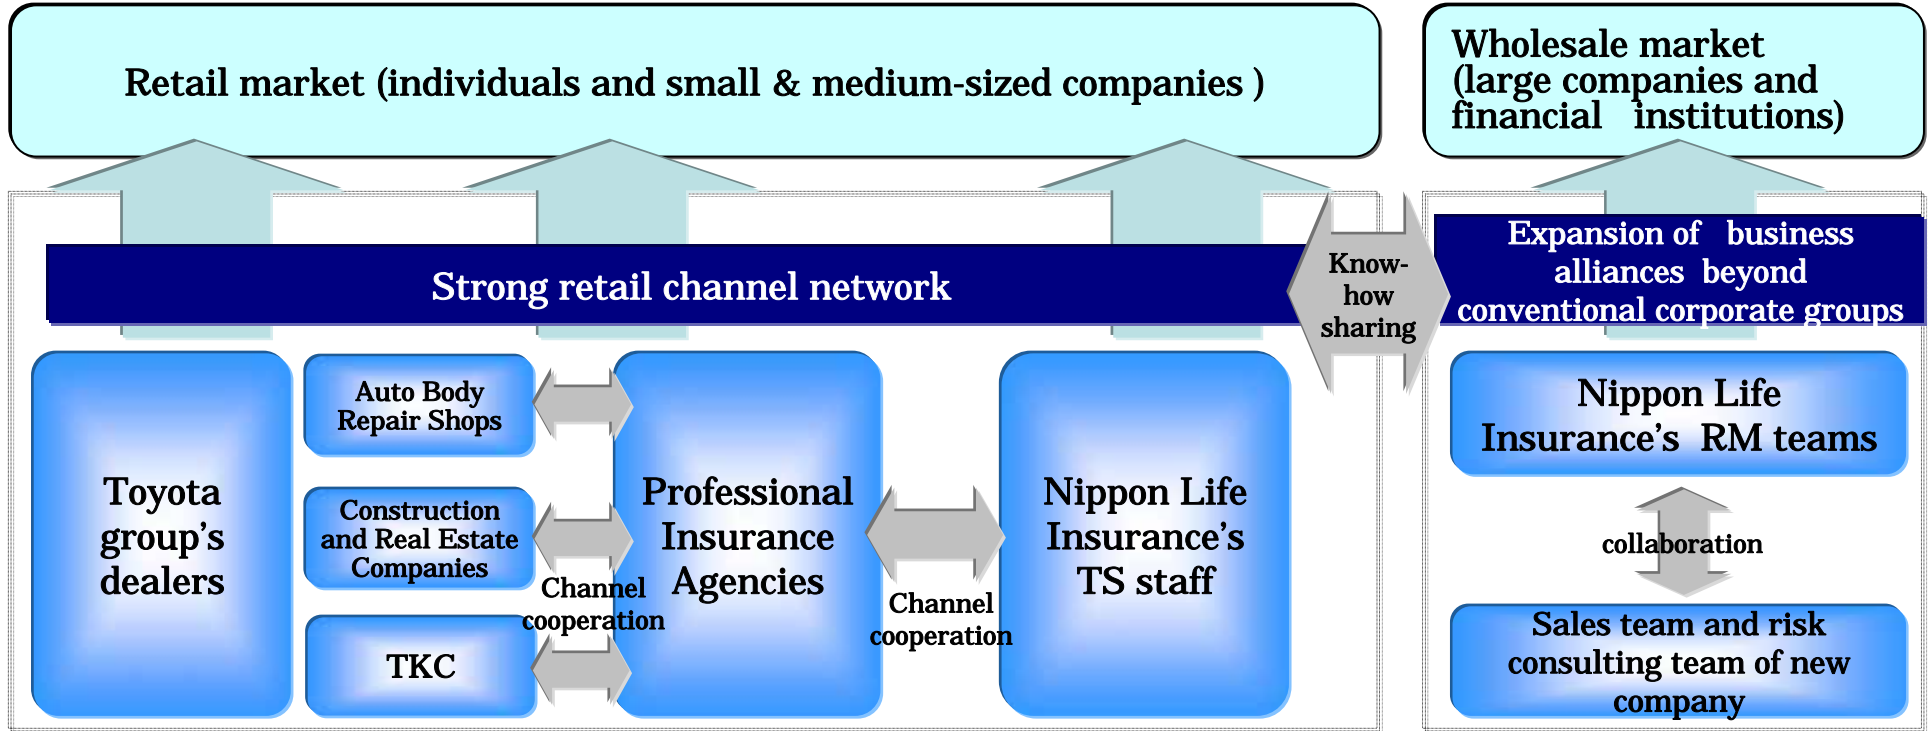 Retail market (individuals and small & medium-sized companies )
Wholesale market
(large companies and
financial institutions)
Strong retail channel network
Know-
how
sharing
Expansion of business
alliances beyond
conventional corporate groups
Toyota
group's
dealers
Auto Body
Repair Shops
Construction
and Real Estate
Companies
TKC
Channel
cooperation
Professional
Insurance
Agencies
Channel
cooperation
Nippon Life
Insurance's
TS staff
Nippon Life
Insurance's RM teams
collaboration
Sales team and risk
consulting team of new
company